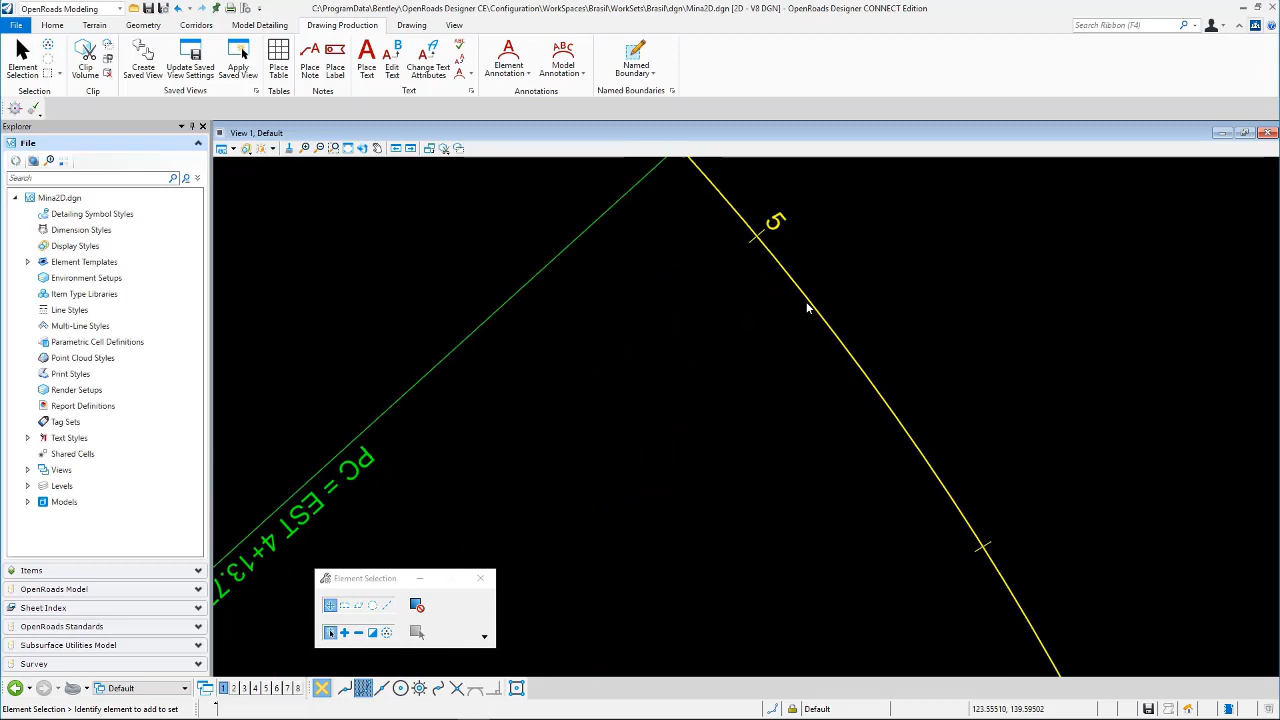 OpenRoads Modeling
C:\ProgramData\Bentley\OpenRoads Designer CE\Configuration\WorkSpaces\Brasil\WorkSets\Brasil\dgn\Mina2D.dgn [2D - V8 DGN] - OpenRoads Designer CONNECT Edition
File Home Terrain Geometry Corridors Model Detailing Drawing Production Drawing View
Search Ribbon (F4)
Element Selection
Clip Volume
Create Saved View
Update Saved View Settings
Apply Saved View
Place Table
Place Note
Place Label
Place Text
Edit Text
Change Text Attributes
Element Annotation
Model Annotation
Named Boundary
Selection Clip Saved Views Tables Notes Text Annotations Named Boundaries
Explorer
File
Search
Mina2D.dgn
Detailing Symbol Styles
Dimension Styles
Display Styles
Element Templates
Environment Setups
Item Type Libraries
Line Styles
Multi-Line Styles
Parametric Cell Definitions
Point Cloud Styles
Print Styles
Render Setups
Report Definitions
Tag Sets
Text Styles
Shared Cells
Views
Levels
Models
Items
OpenRoads Model
Sheet Index
OpenRoads Standards
Subsurface Utilities Model
Survey
View 1, Default
5
PC = EST 4+13.7
Element Selection
Default
1 2 3 4 5 6 7 8
Element Selection > Identify element to add to set
Default
123.55510, 139.59502